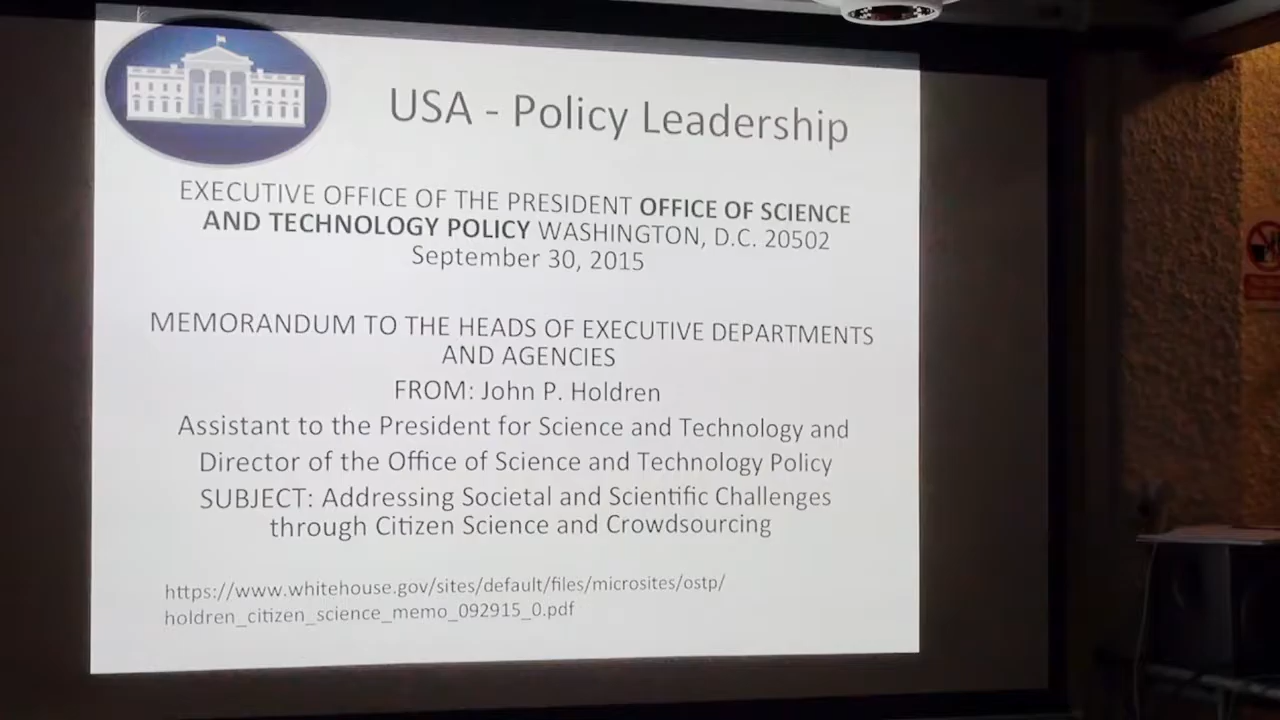 USA - Policy Leadership
EXECUTIVE OFFICE OF THE PRESIDENT OFFICE OF SCIENCE
AND TECHNOLOGY POLICY WASHINGTON, D.C. 20502
September 30, 2015
MEMORANDUM TO THE HEADS OF EXECUTIVE DEPARTMENTS
AND AGENCIES
FROM: John P. Holdren
Assistant to the President for Science and Technology and
Director of the Office of Science and Technology Policy
SUBJECT: Addressing Societal and Scientific Challenges
through Citizen Science and Crowdsourcing
https://www.whitehouse.gov/sites/default/files/microsites/ostp/
holdren_citizen_science_memo_092915_0.pdf